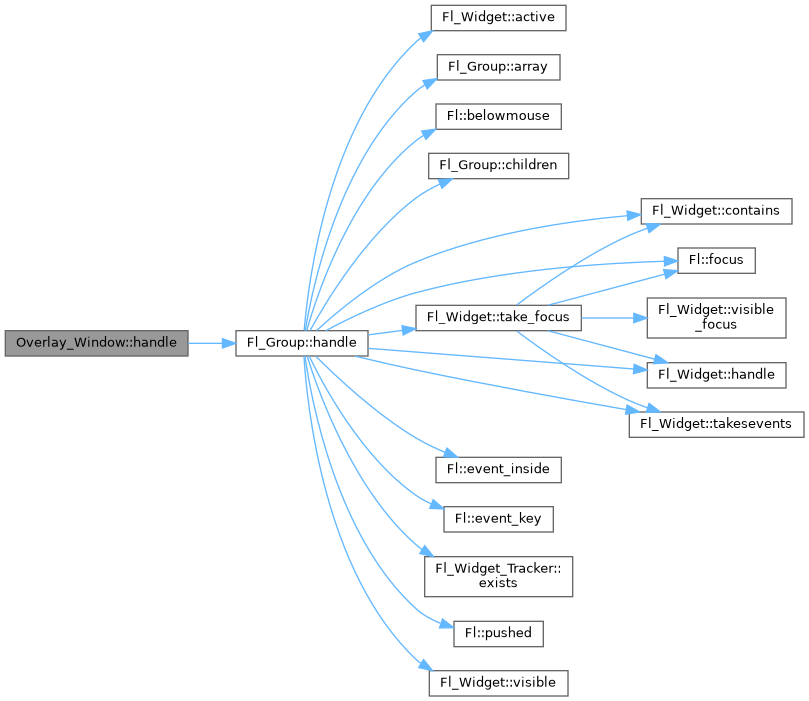 Fl_Widget::active
Fl_Group::array
Fl::belowmouse
Fl_Group::children
Fl_Widget::contains
Fl::focus
Fl_Widget::take_focus
Fl_Widget::visible
_focus
Overlay_Window::handle
Fl_Group::handle
Fl_Widget::handle
Fl_Widget::takesevents
Fl::event_inside
Fl::event_key
Fl_Widget_Tracker::
exists
Fl::pushed
Fl_Widget::visible